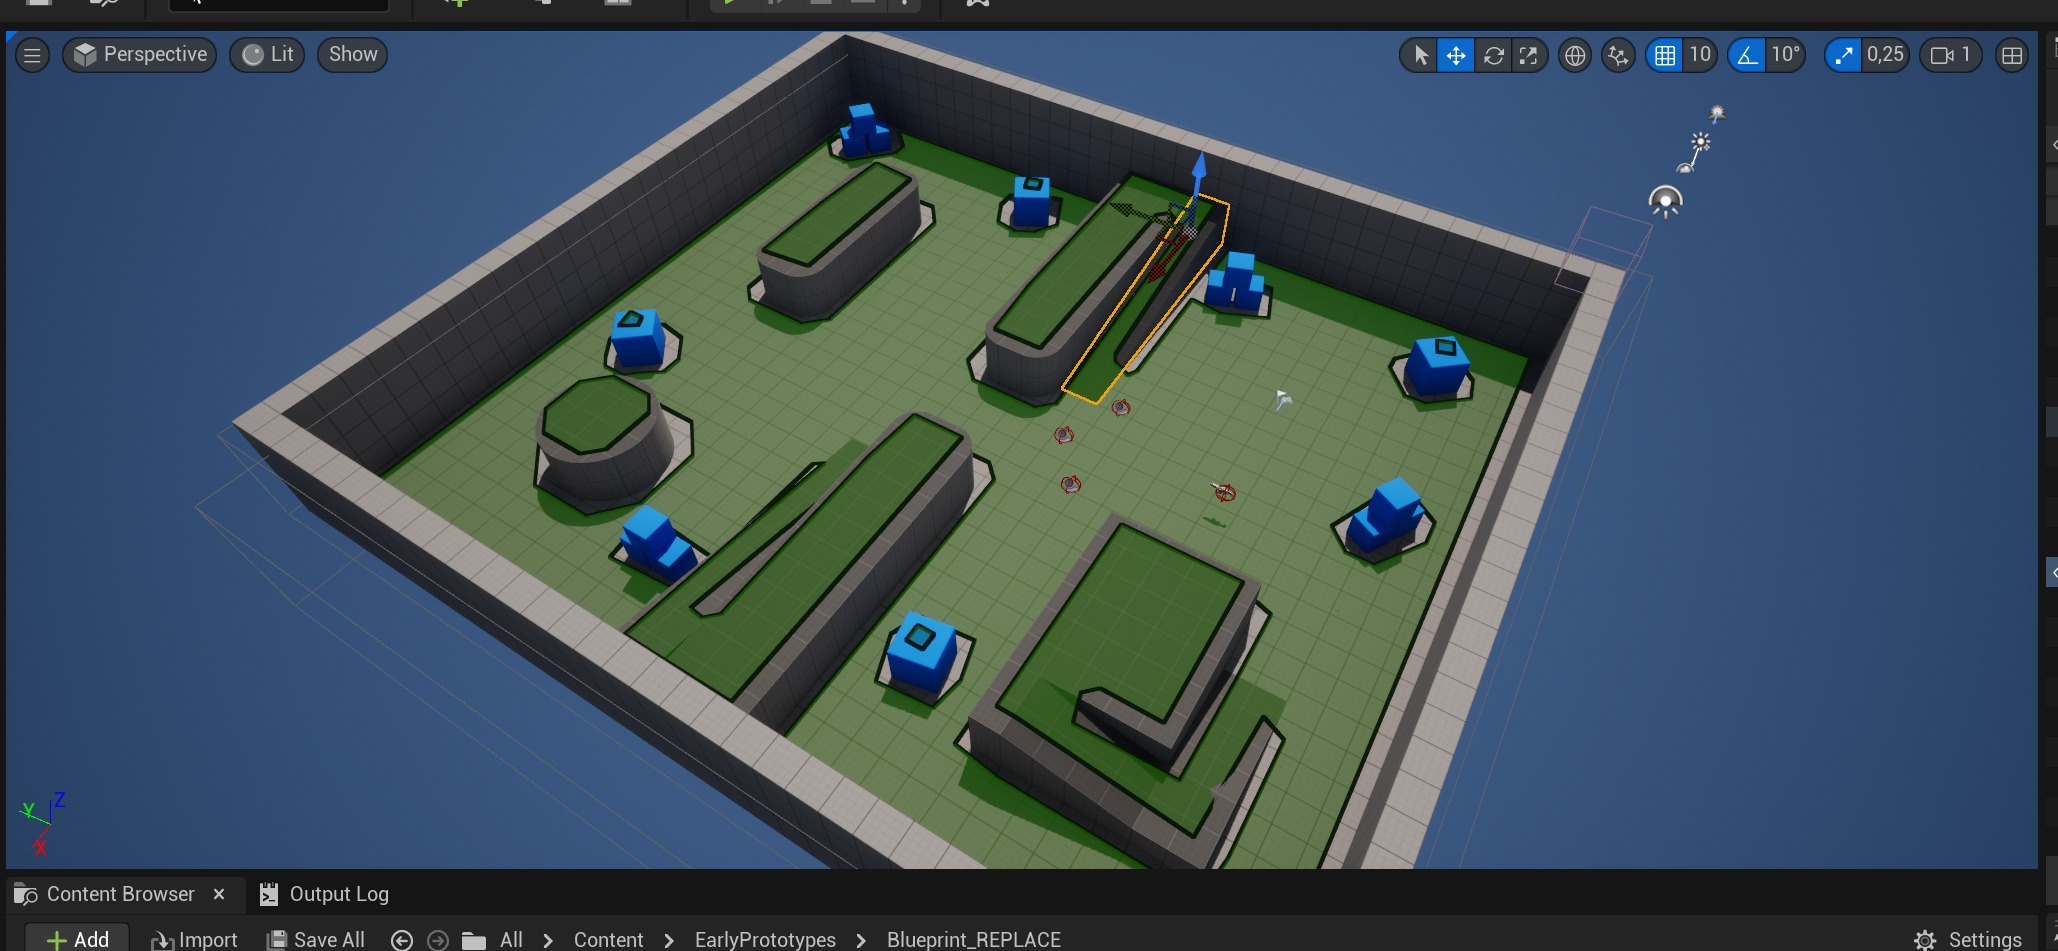 Perspective Lit Show 10 10° 0,25 1
Z
Y
X
Content Browser Output Log
Add Import Save All All Content EarlyPrototypes Blueprint_REPLACE Settings